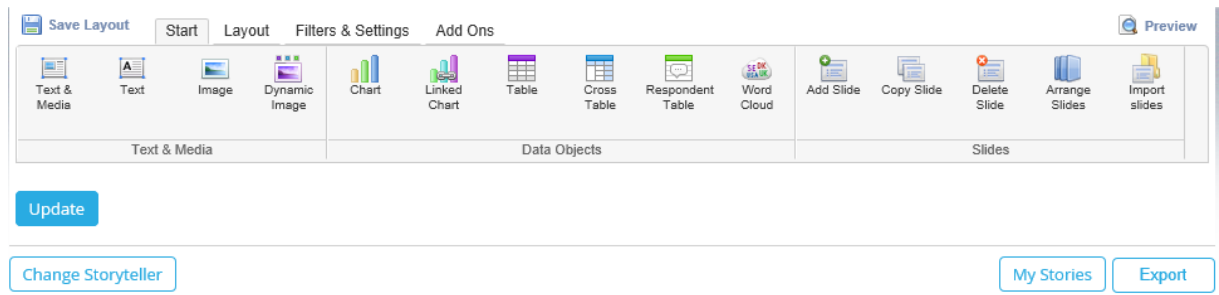 Save Layout
Start
Layout
Filters & Settings
Add Ons
Preview
Text &
Media
Text
Image
Dynamic
Image
Chart
Linked
Chart
Table
Cross
Table
Respondent
Table
Word
Cloud
Add Slide
Copy Slide
Delete
Slide
Arrange
Slides
Import
slides
Text & Media
Data Objects
Slides
Update
Change Storyteller
My Stories
Export